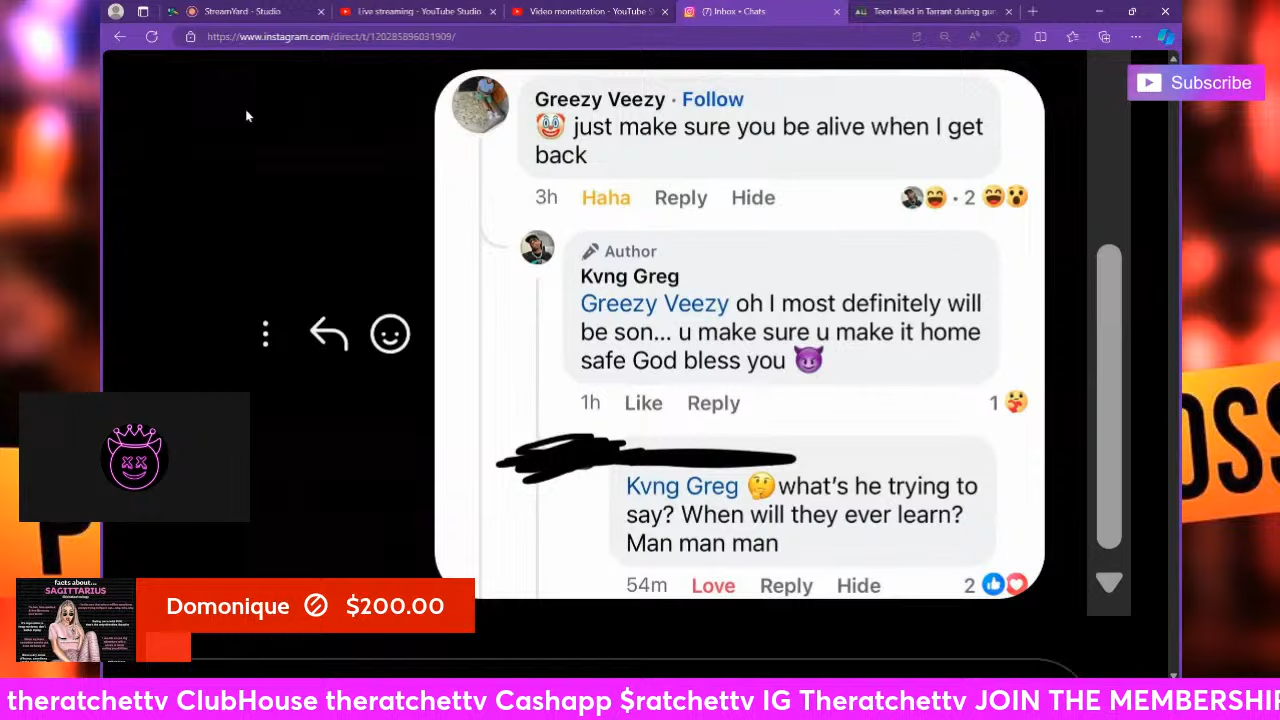 StreamYard - Studio
Live streaming - YouTube Studio
Video monetization - YouTube S
(7) Inbox • Chats
Teen killed in Tarrant during gun
https://www.instagram.com/direct/t/120285896031909/
Subscribe
Greezy Veezy · Follow
🤡 just make sure you be alive when I get
back
3h Haha Reply Hide
· 2
Author
Kvng Greg
Greezy Veezy oh I most definitely will
be son... u make sure u make it home
safe God bless you 😈
1h Like Reply
1
Kvng Greg 🤔what's he trying to
say? When will they ever learn?
Man man man
54m Love Reply Hide
2
OSS
facts about...
SAGITTARIUS
Domonique $200.00
theratchettv ClubHouse theratchettv Cashapp $ratchettv IG Theratchettv JOIN THE MEMBERSHI